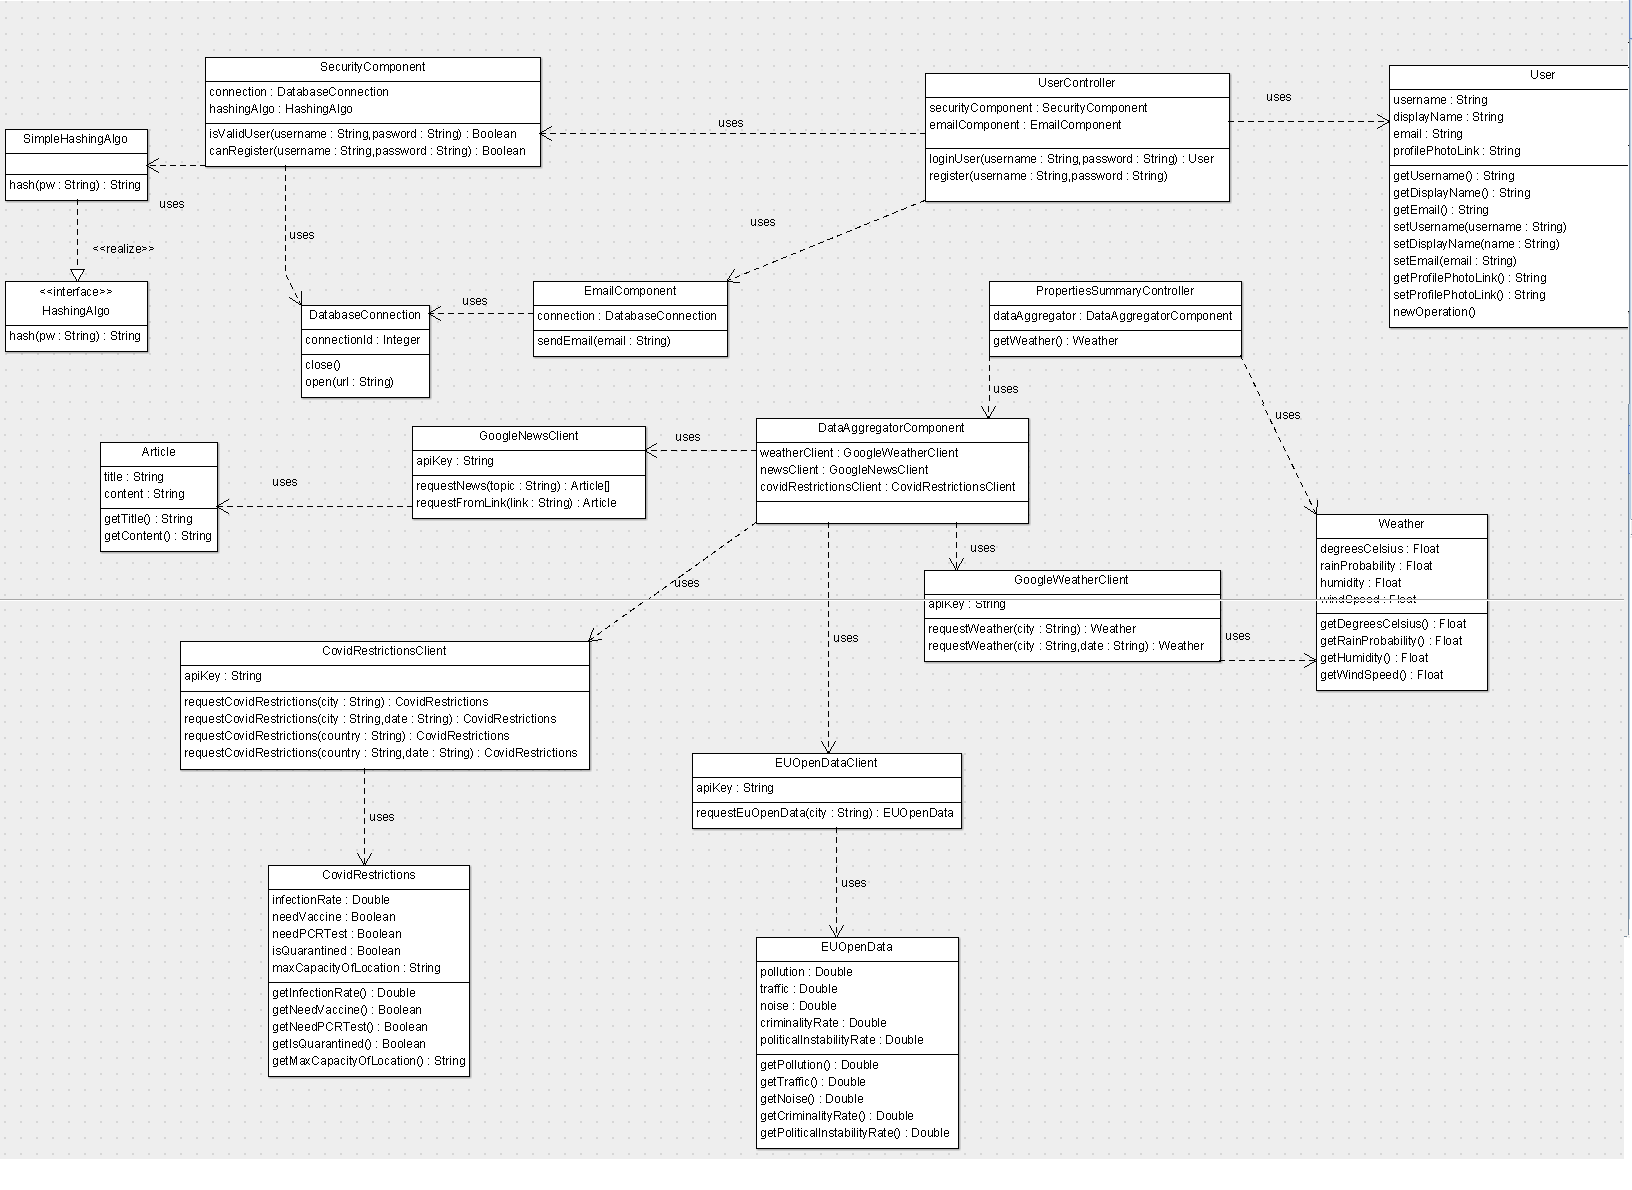 SecurityComponent
connection : DatabaseConnection
hashingAlgo : HashingAlgo
isValidUser(username : String,pasword : String) : Boolean
canRegister(username : String,password : String) : Boolean
uses
UserController
securityComponent : SecurityComponent
emailComponent : EmailComponent
loginUser(username : String,password : String) : User
register(username : String,password : String)
uses
User
username : String
displayName : String
email : String
profilePhotoLink : String
getUsername() : String
getDisplayName() : String
getEmail() : String
setUsername(username : String)
setDisplayName(name : String)
setEmail(email : String)
getProfilePhotoLink() : String
setProfilePhotoLink() : String
newOperation()
SimpleHashingAlgo
hash(pw : String) : String
uses
<<realize>>
<<interface>>
HashingAlgo
hash(pw : String) : String
uses
uses
DatabaseConnection
connectionId : Integer
close()
open(url : String)
uses
EmailComponent
connection : DatabaseConnection
sendEmail(email : String)
PropertiesSummaryController
dataAggregator : DataAggregatorComponent
getWeather() : Weather
uses
uses
Article
title : String
content : String
getTitle() : String
getContent() : String
uses
GoogleNewsClient
apiKey : String
requestNews(topic : String) : Article[]
requestFromLink(link : String) : Article
uses
DataAggregatorComponent
weatherClient : GoogleWeatherClient
newsClient : GoogleNewsClient
covidRestrictionsClient : CovidRestrictionsClient
uses
uses
uses
GoogleWeatherClient
apiKey : String
requestWeather(city : String) : Weather
requestWeather(city : String,date : String) : Weather
uses
Weather
degreesCelsius : Float
rainProbability : Float
humidity : Float
windSpeed : Float
getDegreesCelsius() : Float
getRainProbability() : Float
getHumidity() : Float
getWindSpeed() : Float
CovidRestrictionsClient
apiKey : String
requestCovidRestrictions(city : String) : CovidRestrictions
requestCovidRestrictions(city : String,date : String) : CovidRestrictions
requestCovidRestrictions(country : String) : CovidRestrictions
requestCovidRestrictions(country : String,date : String) : CovidRestrictions
uses
EUOpenDataClient
apiKey : String
requestEuOpenData(city : String) : EUOpenData
uses
CovidRestrictions
infectionRate : Double
needVaccine : Boolean
needPCRTest : Boolean
isQuarantined : Boolean
maxCapacityOfLocation : String
getInfectionRate() : Double
getNeedVaccine() : Boolean
getNeedPCRTest() : Boolean
getIsQuarantined() : Boolean
getMaxCapacityOfLocation() : String
EUOpenData
pollution : Double
traffic : Double
noise : Double
criminalityRate : Double
politicalInstabilityRate : Double
getPollution() : Double
getTraffic() : Double
getNoise() : Double
getCriminalityRate() : Double
getPoliticalInstabilityRate() : Double